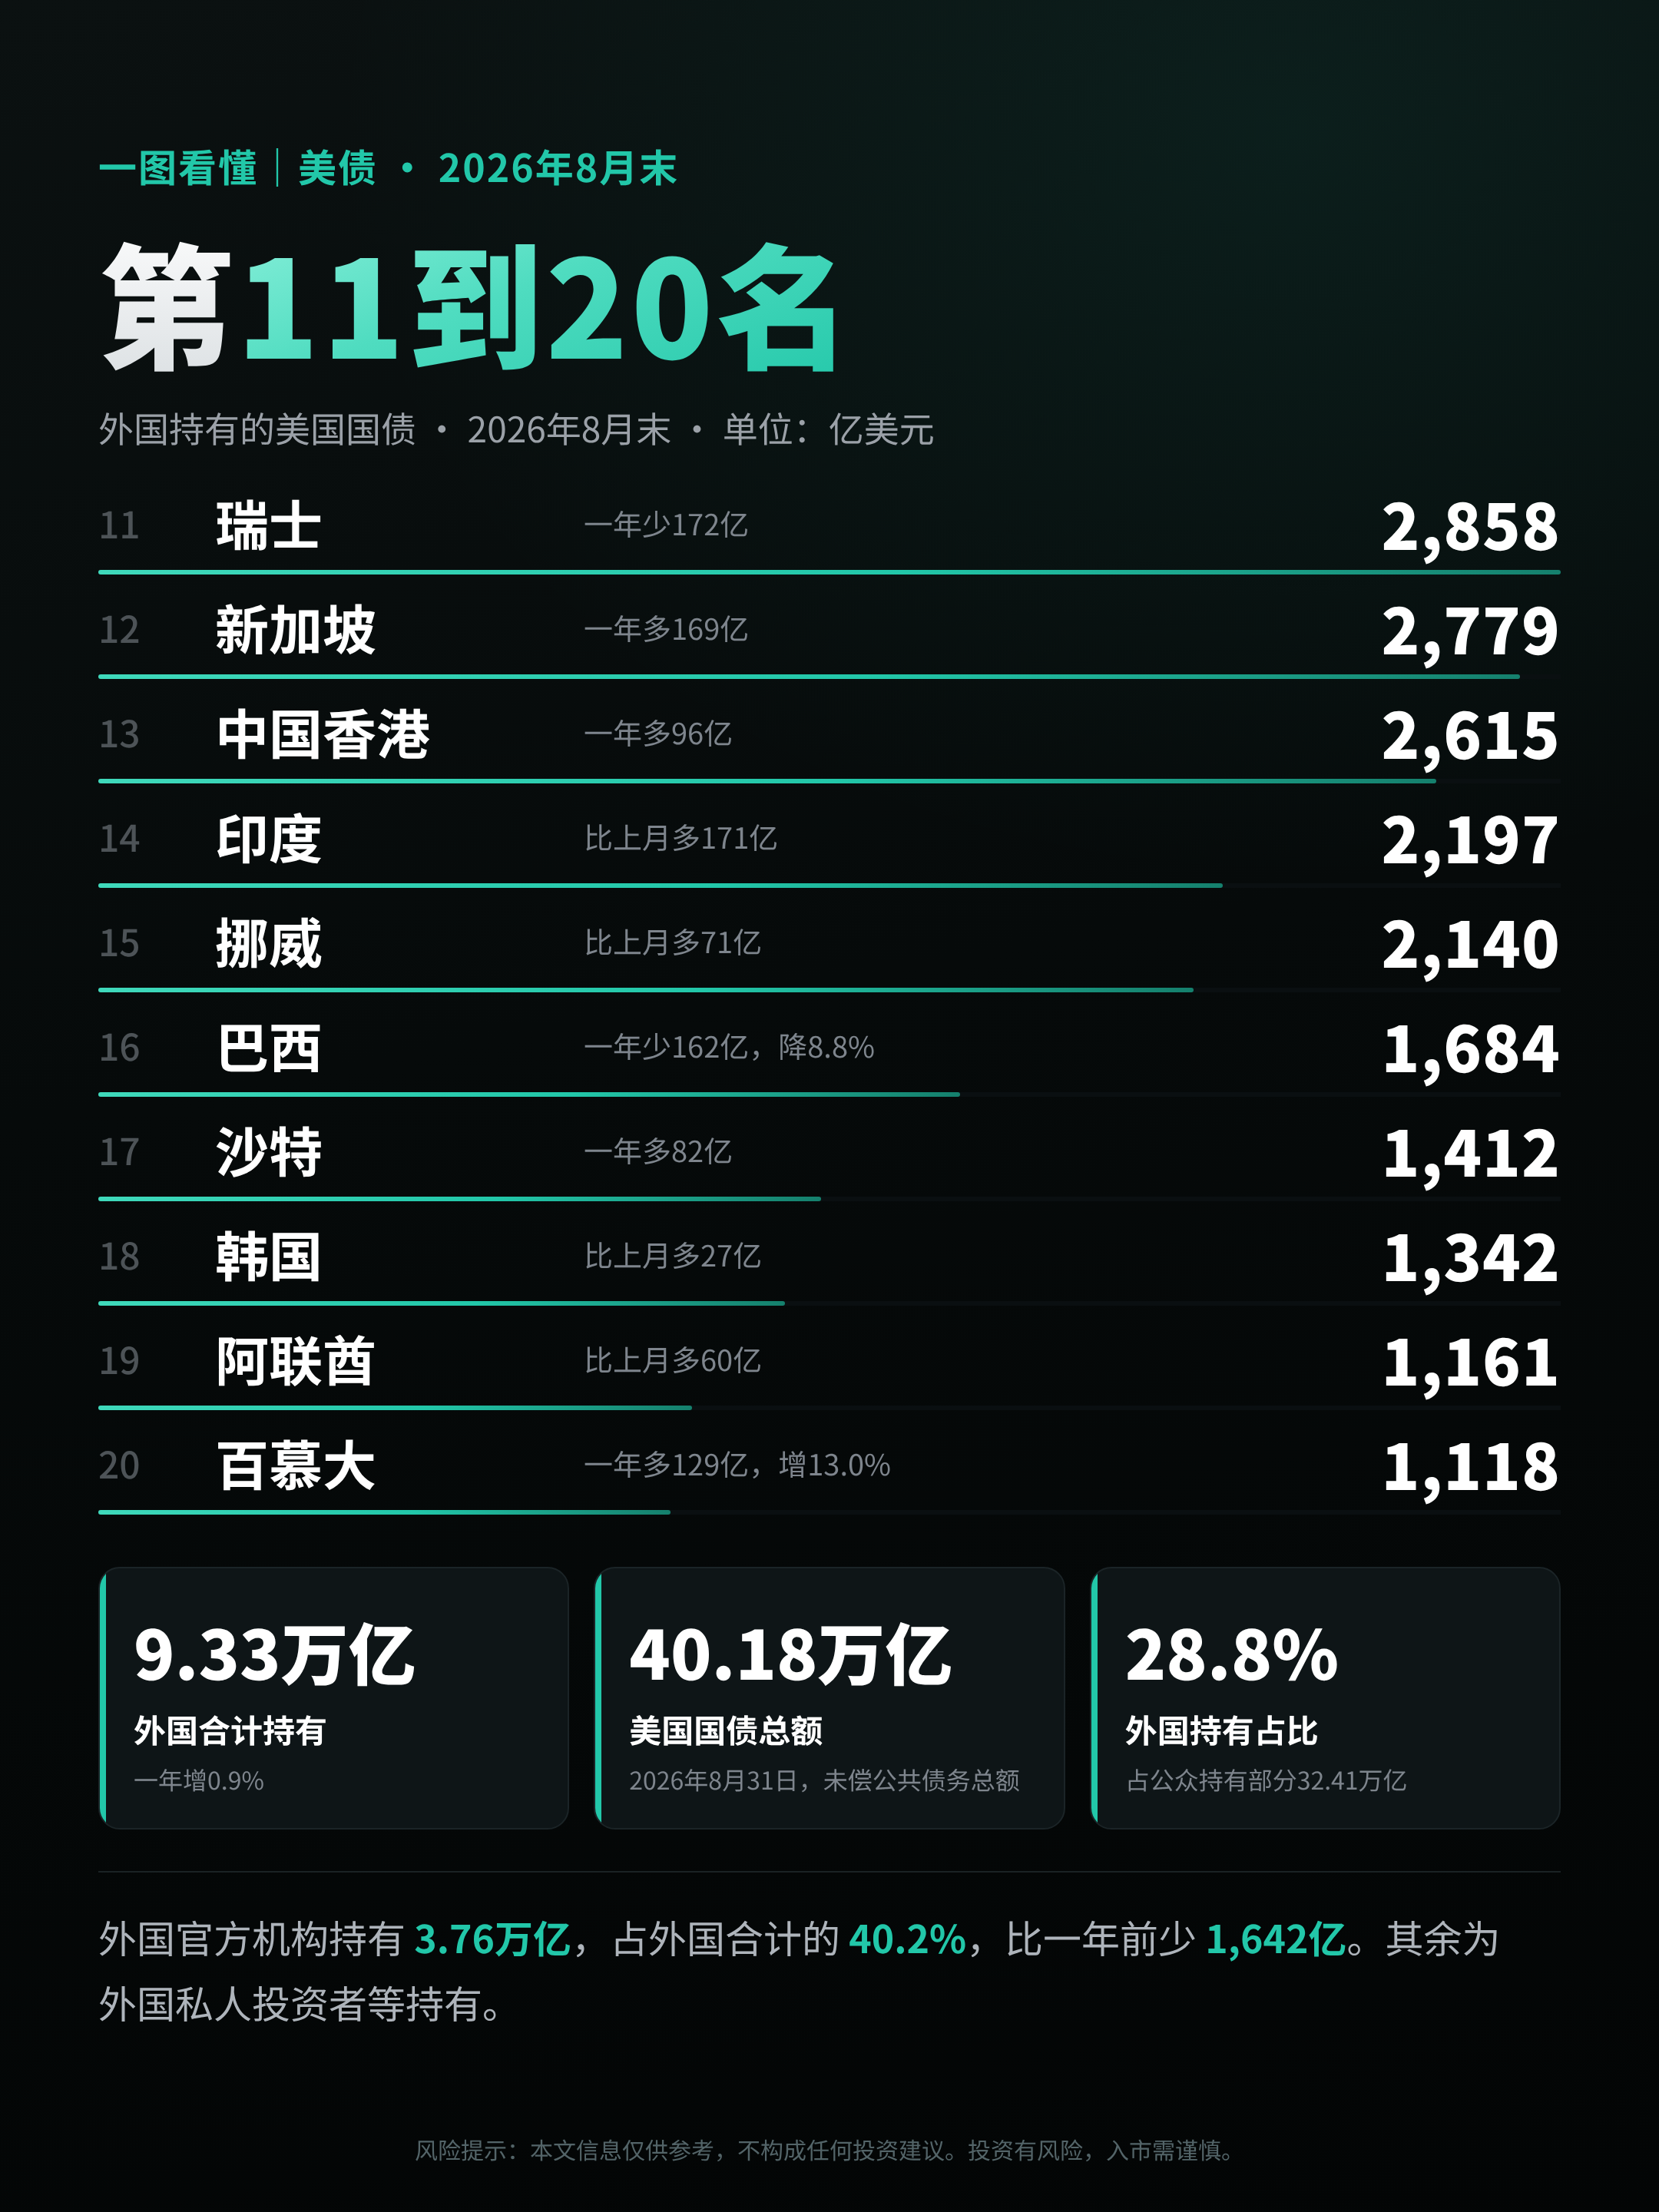 一图看懂｜美债 · 2026年8月末
第11到20名
外国持有的美国国债 · 2026年8月末 · 单位：亿美元
11 瑞士 一年少172亿 2,858
12 新加坡 一年多169亿 2,779
13 中国香港 一年多96亿 2,615
14 印度 比上月多171亿 2,197
15 挪威 比上月多71亿 2,140
16 巴西 一年少162亿，降8.8% 1,684
17 沙特 一年多82亿 1,412
18 韩国 比上月多27亿 1,342
19 阿联酋 比上月多60亿 1,161
20 百慕大 一年多129亿，增13.0% 1,118
9.33万亿
外国合计持有
一年增0.9%
40.18万亿
美国国债总额
2026年8月31日，未偿公共债务总额
28.8%
外国持有占比
占公众持有部分32.41万亿
外国官方机构持有 3.76万亿，占外国合计的 40.2%，比一年前少 1,642亿。其余为
外国私人投资者等持有。
风险提示：本文信息仅供参考，不构成任何投资建议。投资有风险，入市需谨慎。